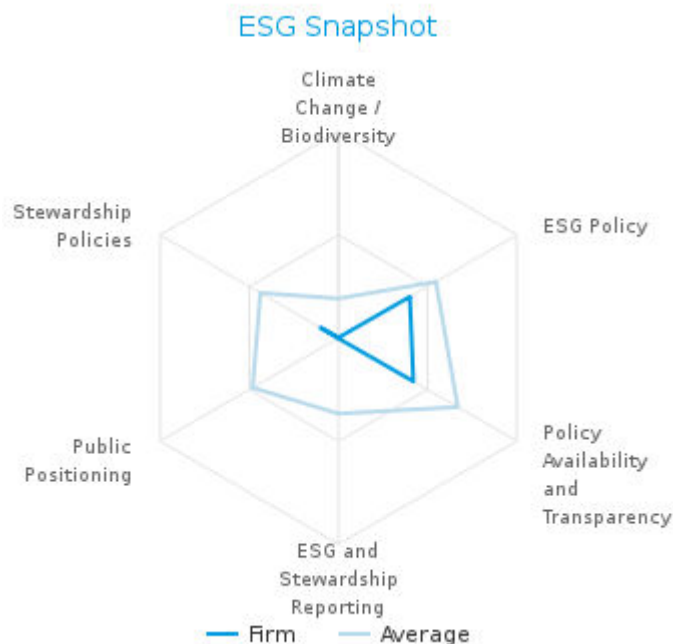 ESG Snapshot
Climate
Change /
Biodiversity
Stewardship
Policies
ESG Policy
Public
Positioning
Policy
Availability
and
Transparency
ESG and
Stewardship
Reporting
Firm
Average